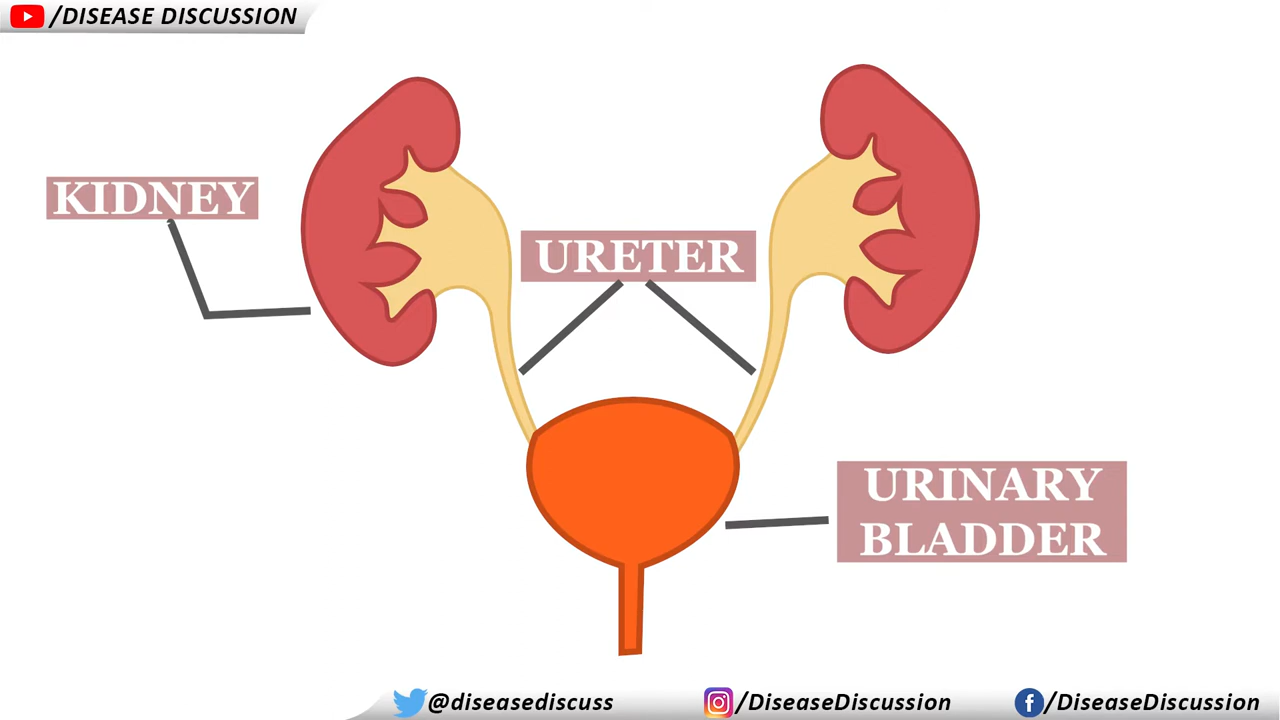 /DISEASE DISCUSSION
KIDNEY
URETER
URINARY
BLADDER
@diseasediscuss
/DiseaseDiscussion
/DiseaseDiscussion